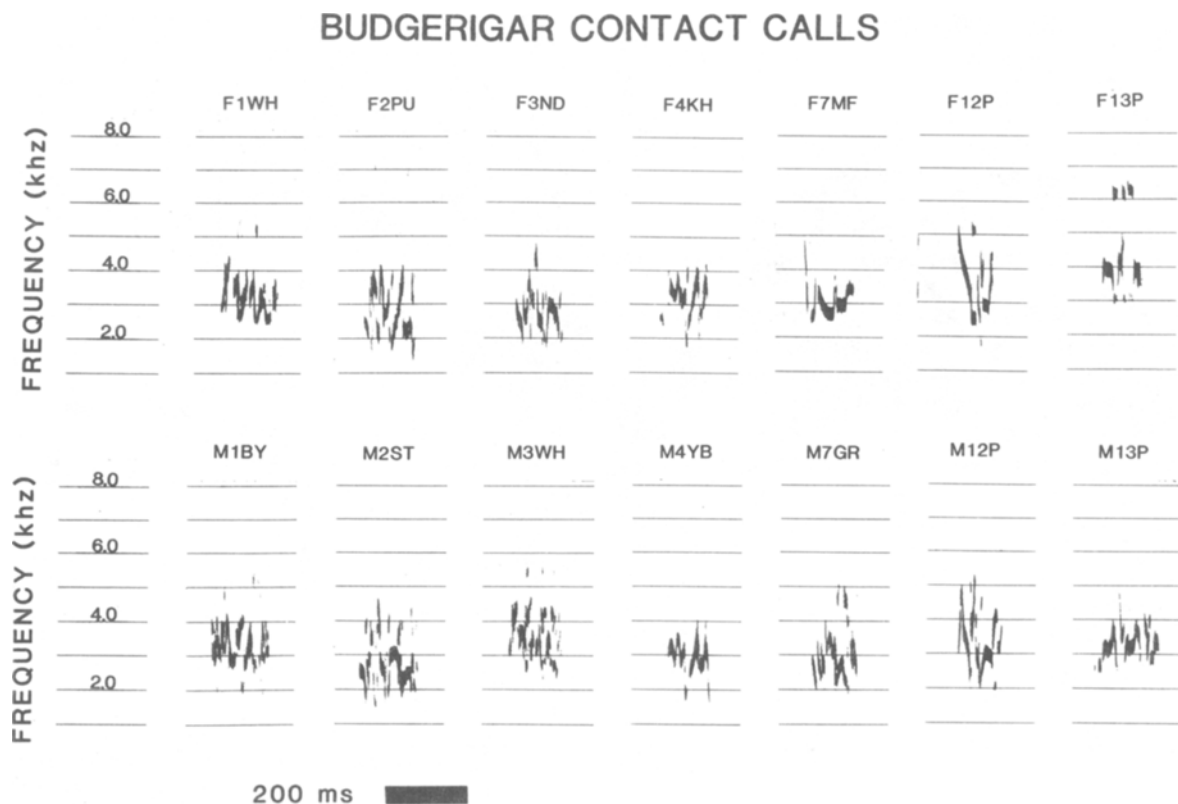 BUDGERIGAR CONTACT CALLS
F1WH F2PU F3ND F4KH F7MF F12P F13P
FREQUENCY (khz)
8.0
6.0
4.0
2.0
M1BY M2ST M3WH M4YB M7GR M12P M13P
FREQUENCY (khz)
8.0
6.0
4.0
2.0
200 ms